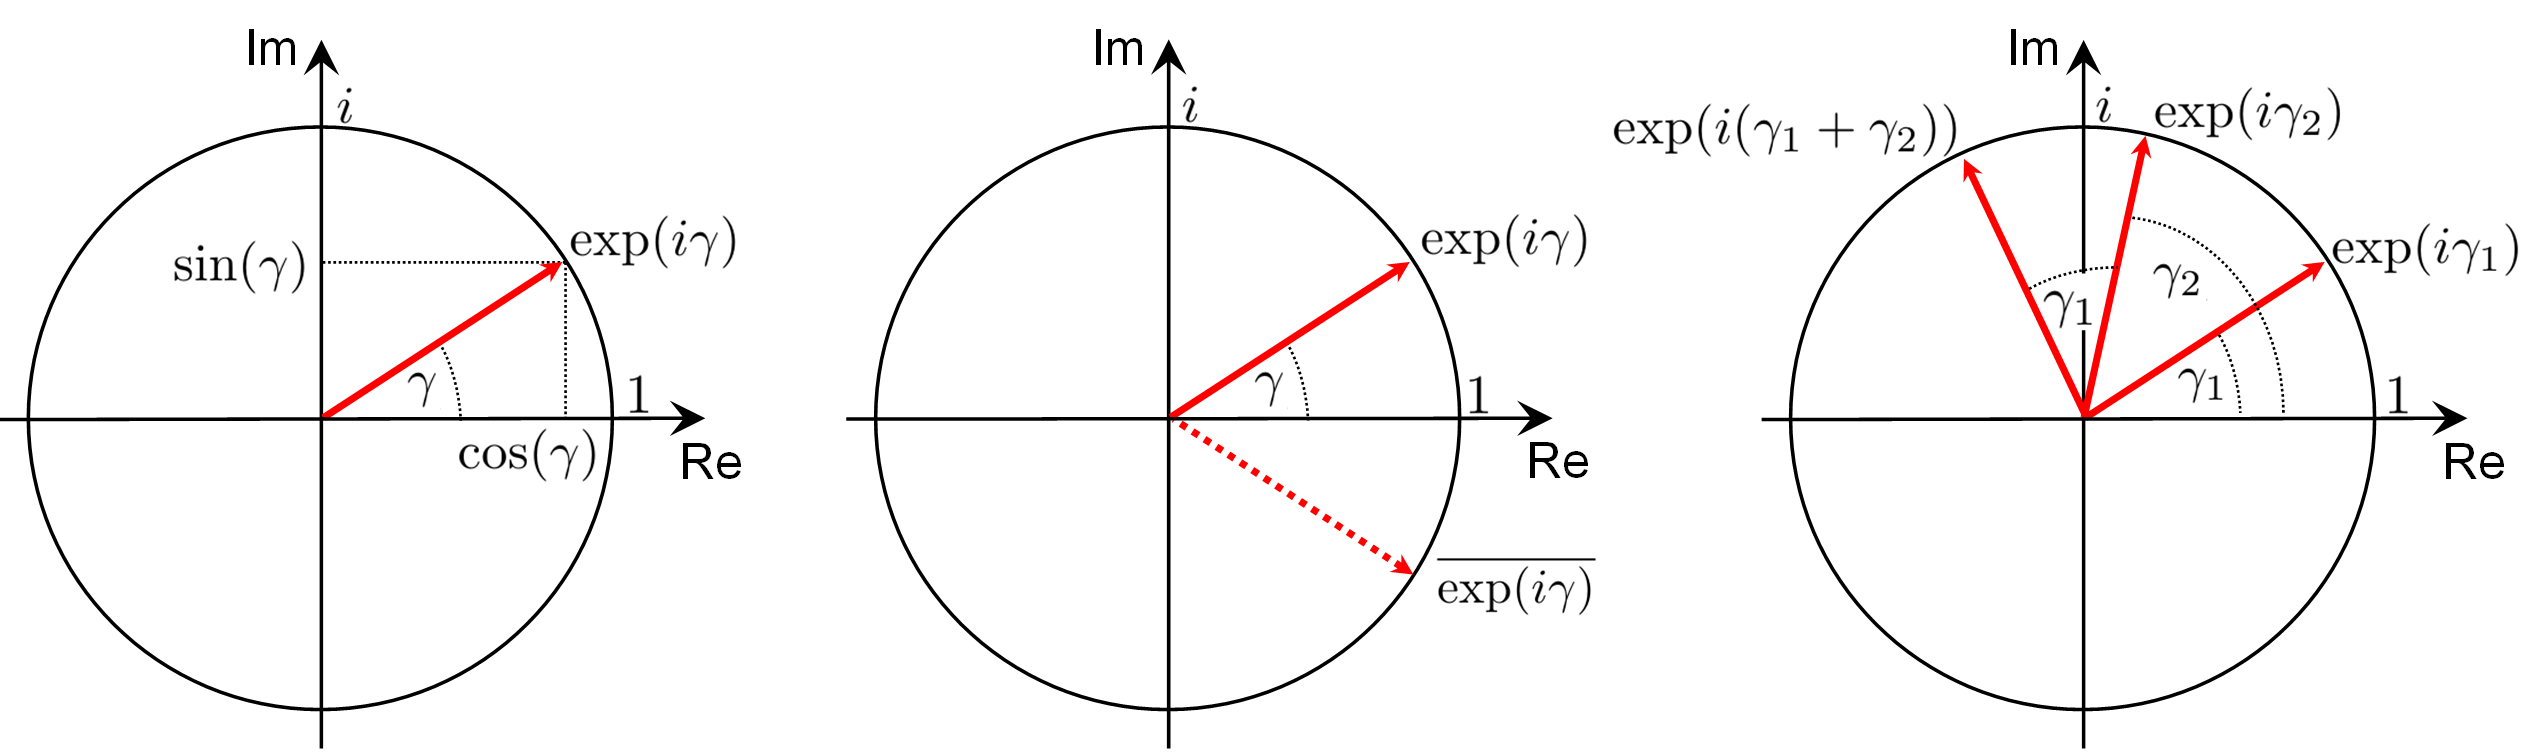 Im
i
exp(iγ)
sin(γ)
γ
1
cos(γ)
Re
Im
i
exp(iγ)
γ
1
Re
\overline{exp(iγ)}
Im
i
exp(iγ₂)
exp(i(γ₁ + γ₂))
exp(iγ₁)
γ₂
γ₁
γ₁
1
Re